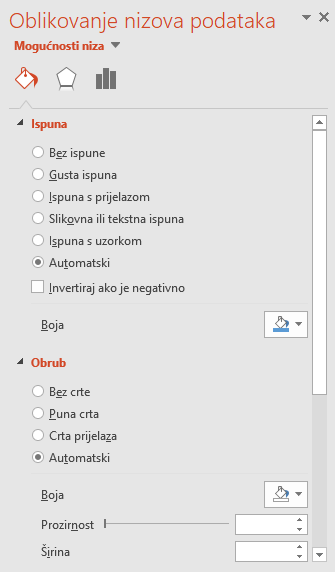 Oblikovanje nizova podataka
Mogućnosti niza
Ispuna
Bez ispune
Gusta ispuna
Ispuna s prijelazom
Slikovna ili tekstna ispuna
Ispuna s uzorkom
Automatski
Invertiraj ako je negativno
Boja
Obrub
Bez crte
Puna crta
Crta prijelaza
Automatski
Boja
Prozirnost
Širina